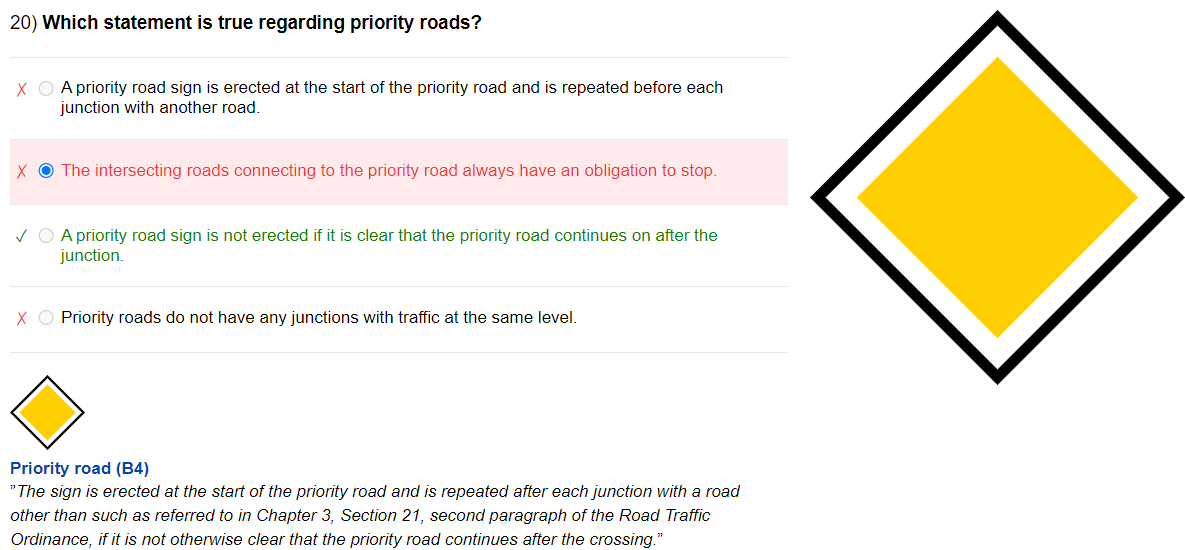 20) Which statement is true regarding priority roads?
✗ A priority road sign is erected at the start of the priority road and is repeated before each
junction with another road.
✗ The intersecting roads connecting to the priority road always have an obligation to stop.
✓ A priority road sign is not erected if it is clear that the priority road continues on after the
junction.
✗ Priority roads do not have any junctions with traffic at the same level.
Priority road (B4)
”The sign is erected at the start of the priority road and is repeated after each junction with a road
other than such as referred to in Chapter 3, Section 21, second paragraph of the Road Traffic
Ordinance, if it is not otherwise clear that the priority road continues after the crossing.”